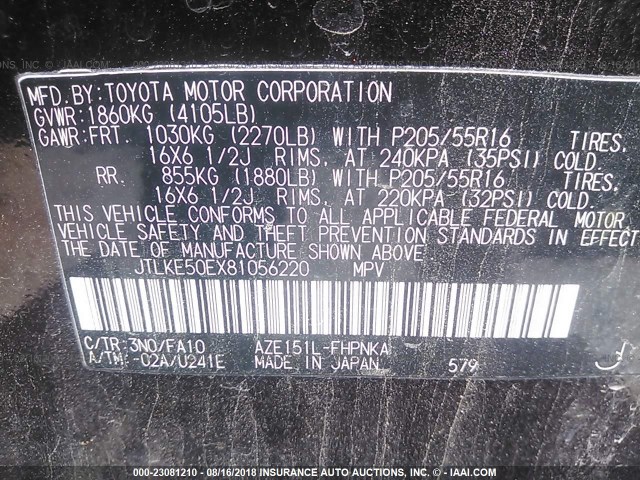 MFD.BY:TOYOTA MOTOR CORPORATION
GVWR:1860KG (4105LB)
GAWR:FRT. 1030KG (2270LB) WITH P205/55R16 TIRES,
16X6 1/2J RIMS, AT 240KPA (35PSI) COLD.
RR. 855KG (1880LB) WITH P205/55R16 TIRES,
16X6 1/2J RIMS, AT 220KPA (32PSI) COLD.
THIS VEHICLE CONFORMS TO ALL APPLICABLE FEDERAL MOTOR
VEHICLE SAFETY AND THEFT PREVENTION STANDARDS IN EFFECT
THE DATE OF MANUFACTURE SHOWN ABOVE
JTLKE50EX81056220 MPV
C/TR:3N0/FA10 AZE151L-FHPNKA
A/TM:-02A/U241E MADE IN JAPAN 579
000-23081210 - 08/16/2018 - INSURANCE AUTO AUCTIONS, INC. - IAAI.COM